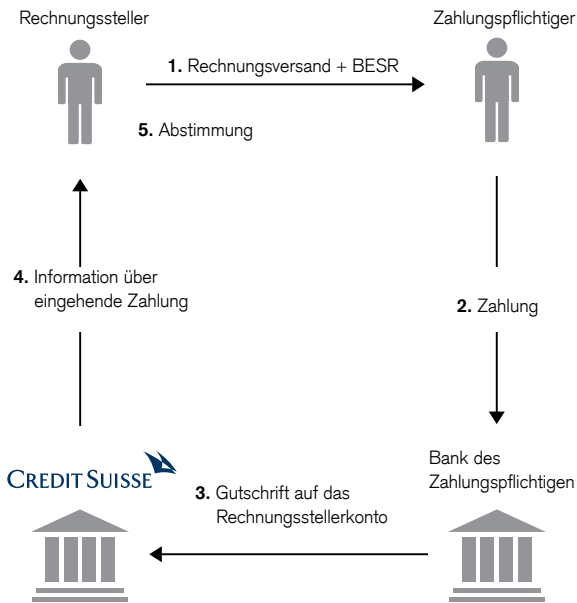 Rechnungssteller
Zahlungspflichtiger
1. Rechnungsversand + BESR
5. Abstimmung
4. Information über
eingehende Zahlung
2. Zahlung
CREDIT SUISSE
Bank des
Zahlungspflichtigen
3. Gutschrift auf das
Rechnungsstellerkonto